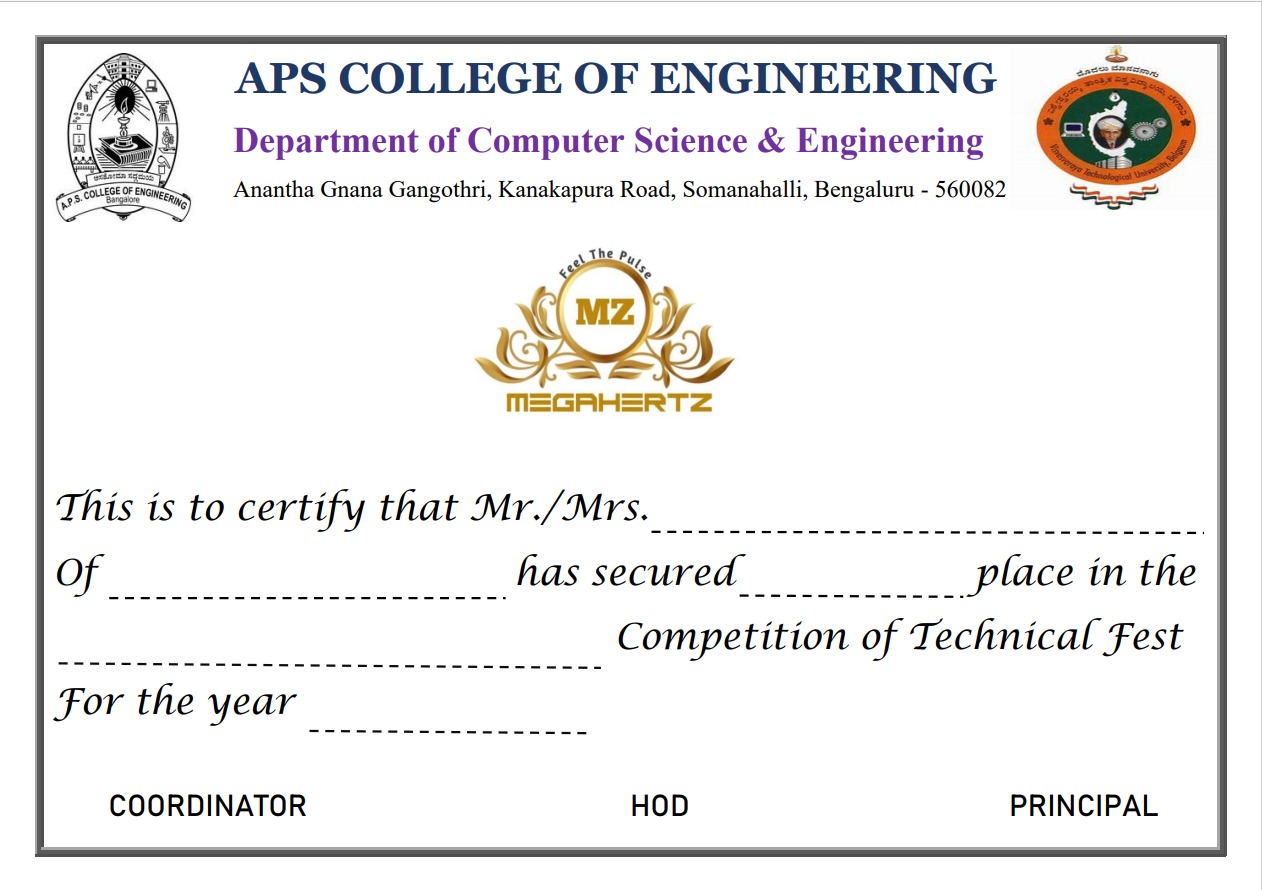 APS COLLEGE OF ENGINEERING
Department of Computer Science & Engineering
Anantha Gnana Gangothri, Kanakapura Road, Somanahalli, Bengaluru - 560082
A.P.S. COLLEGE OF ENGINEERING
Bangalore
Visvesvaraya Technological University, Belgaum
Feel The Pulse
MZ
MEGAHERTZ
This is to certify that Mr./Mrs.
Of has secured place in the
Competition of Technical Fest
For the year
COORDINATOR HOD PRINCIPAL